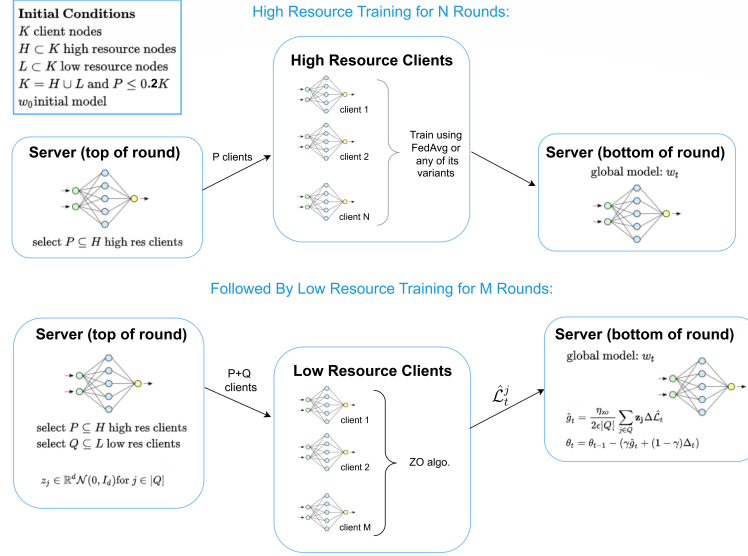 High Resource Training for N Rounds:
Initial Conditions
K client nodes
H ⊂ K high resource nodes
L ⊂ K low resource nodes
K = H ∪ L and P ≤ 0.2K
w₀initial model
Server (top of round)
select P ⊆ H high res clients
P clients
High Resource Clients
client 1
client 2
client N
Train using
FedAvg or
any of its
variants
Server (bottom of round)
global model: wₜ
Followed By Low Resource Training for M Rounds:
Server (top of round)
select P ⊆ H high res clients
select Q ⊆ L low res clients
zⱼ ∈ ℝᵈ 𝒩(0, I_d)for j ∈ |Q|
P+Q
clients
Low Resource Clients
client 1
client 2
client M
ZO algo.
ℒ̂ₜʲ
Server (bottom of round)
global model: wₜ
ĝₜ = η_zo / 2ϵ|Q| ∑_{j∈Q} 𝐳ⱼΔℒ̂ₜ
θₜ = θₜ₋₁ − (γĝₜ + (1 − γ)Δₜ)